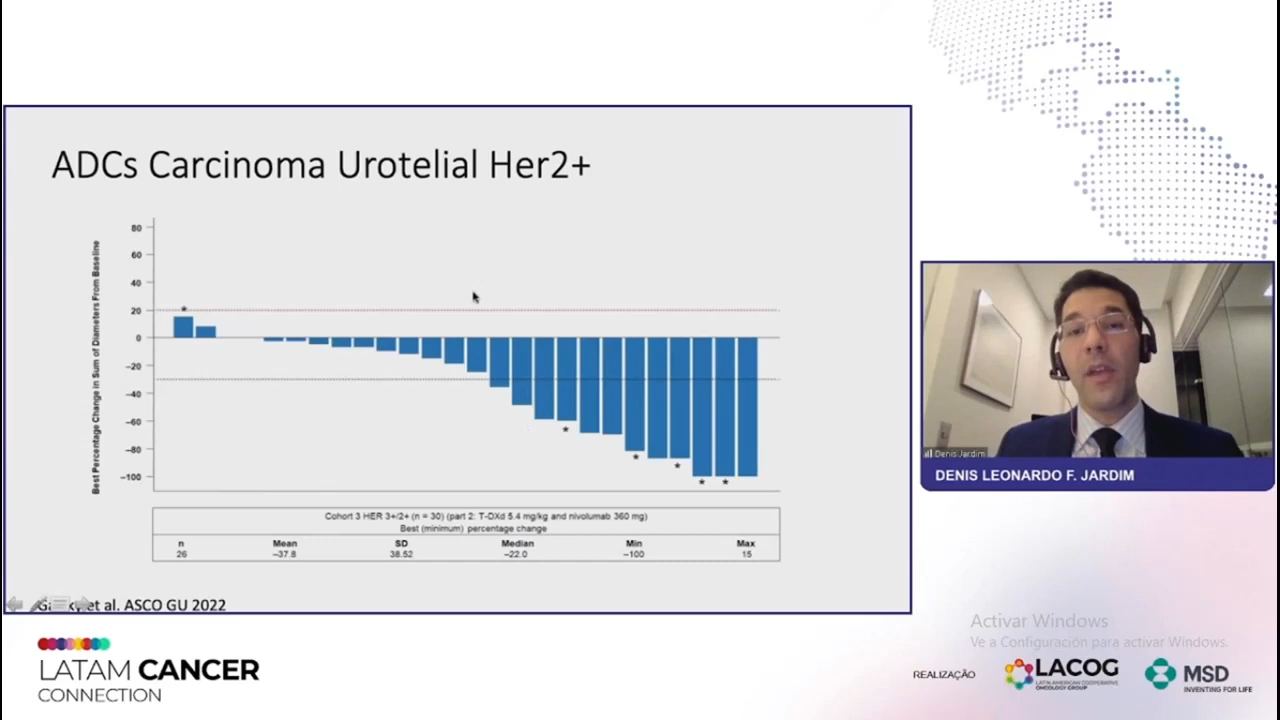 ADCs Carcinoma Urotelial Her2+
Best Percentage Change in Sum of Diameters From Baseline
80
60
40
20
0
−20
−40
−60
−80
−100
*
*
*
*
*
*
Cohort 3 HER 3+/2+ (n = 30) (part 2: T-DXd 5.4 mg/kg and nivolumab 360 mg)
Best (minimum) percentage change
n Mean SD Median Min Max
26 −37.8 38.52 −22.0 −100 15
et al. ASCO GU 2022
Denis Jardim
DENIS LEONARDO F. JARDIM
Activar Windows
Ve a Configuración para activar Windows.
LATAM CANCER
CONNECTION
REALIZAÇÃO
LACOG
LATIN AMERICAN COOPERATIVE
ONCOLOGY GROUP
MSD
INVENTING FOR LIFE